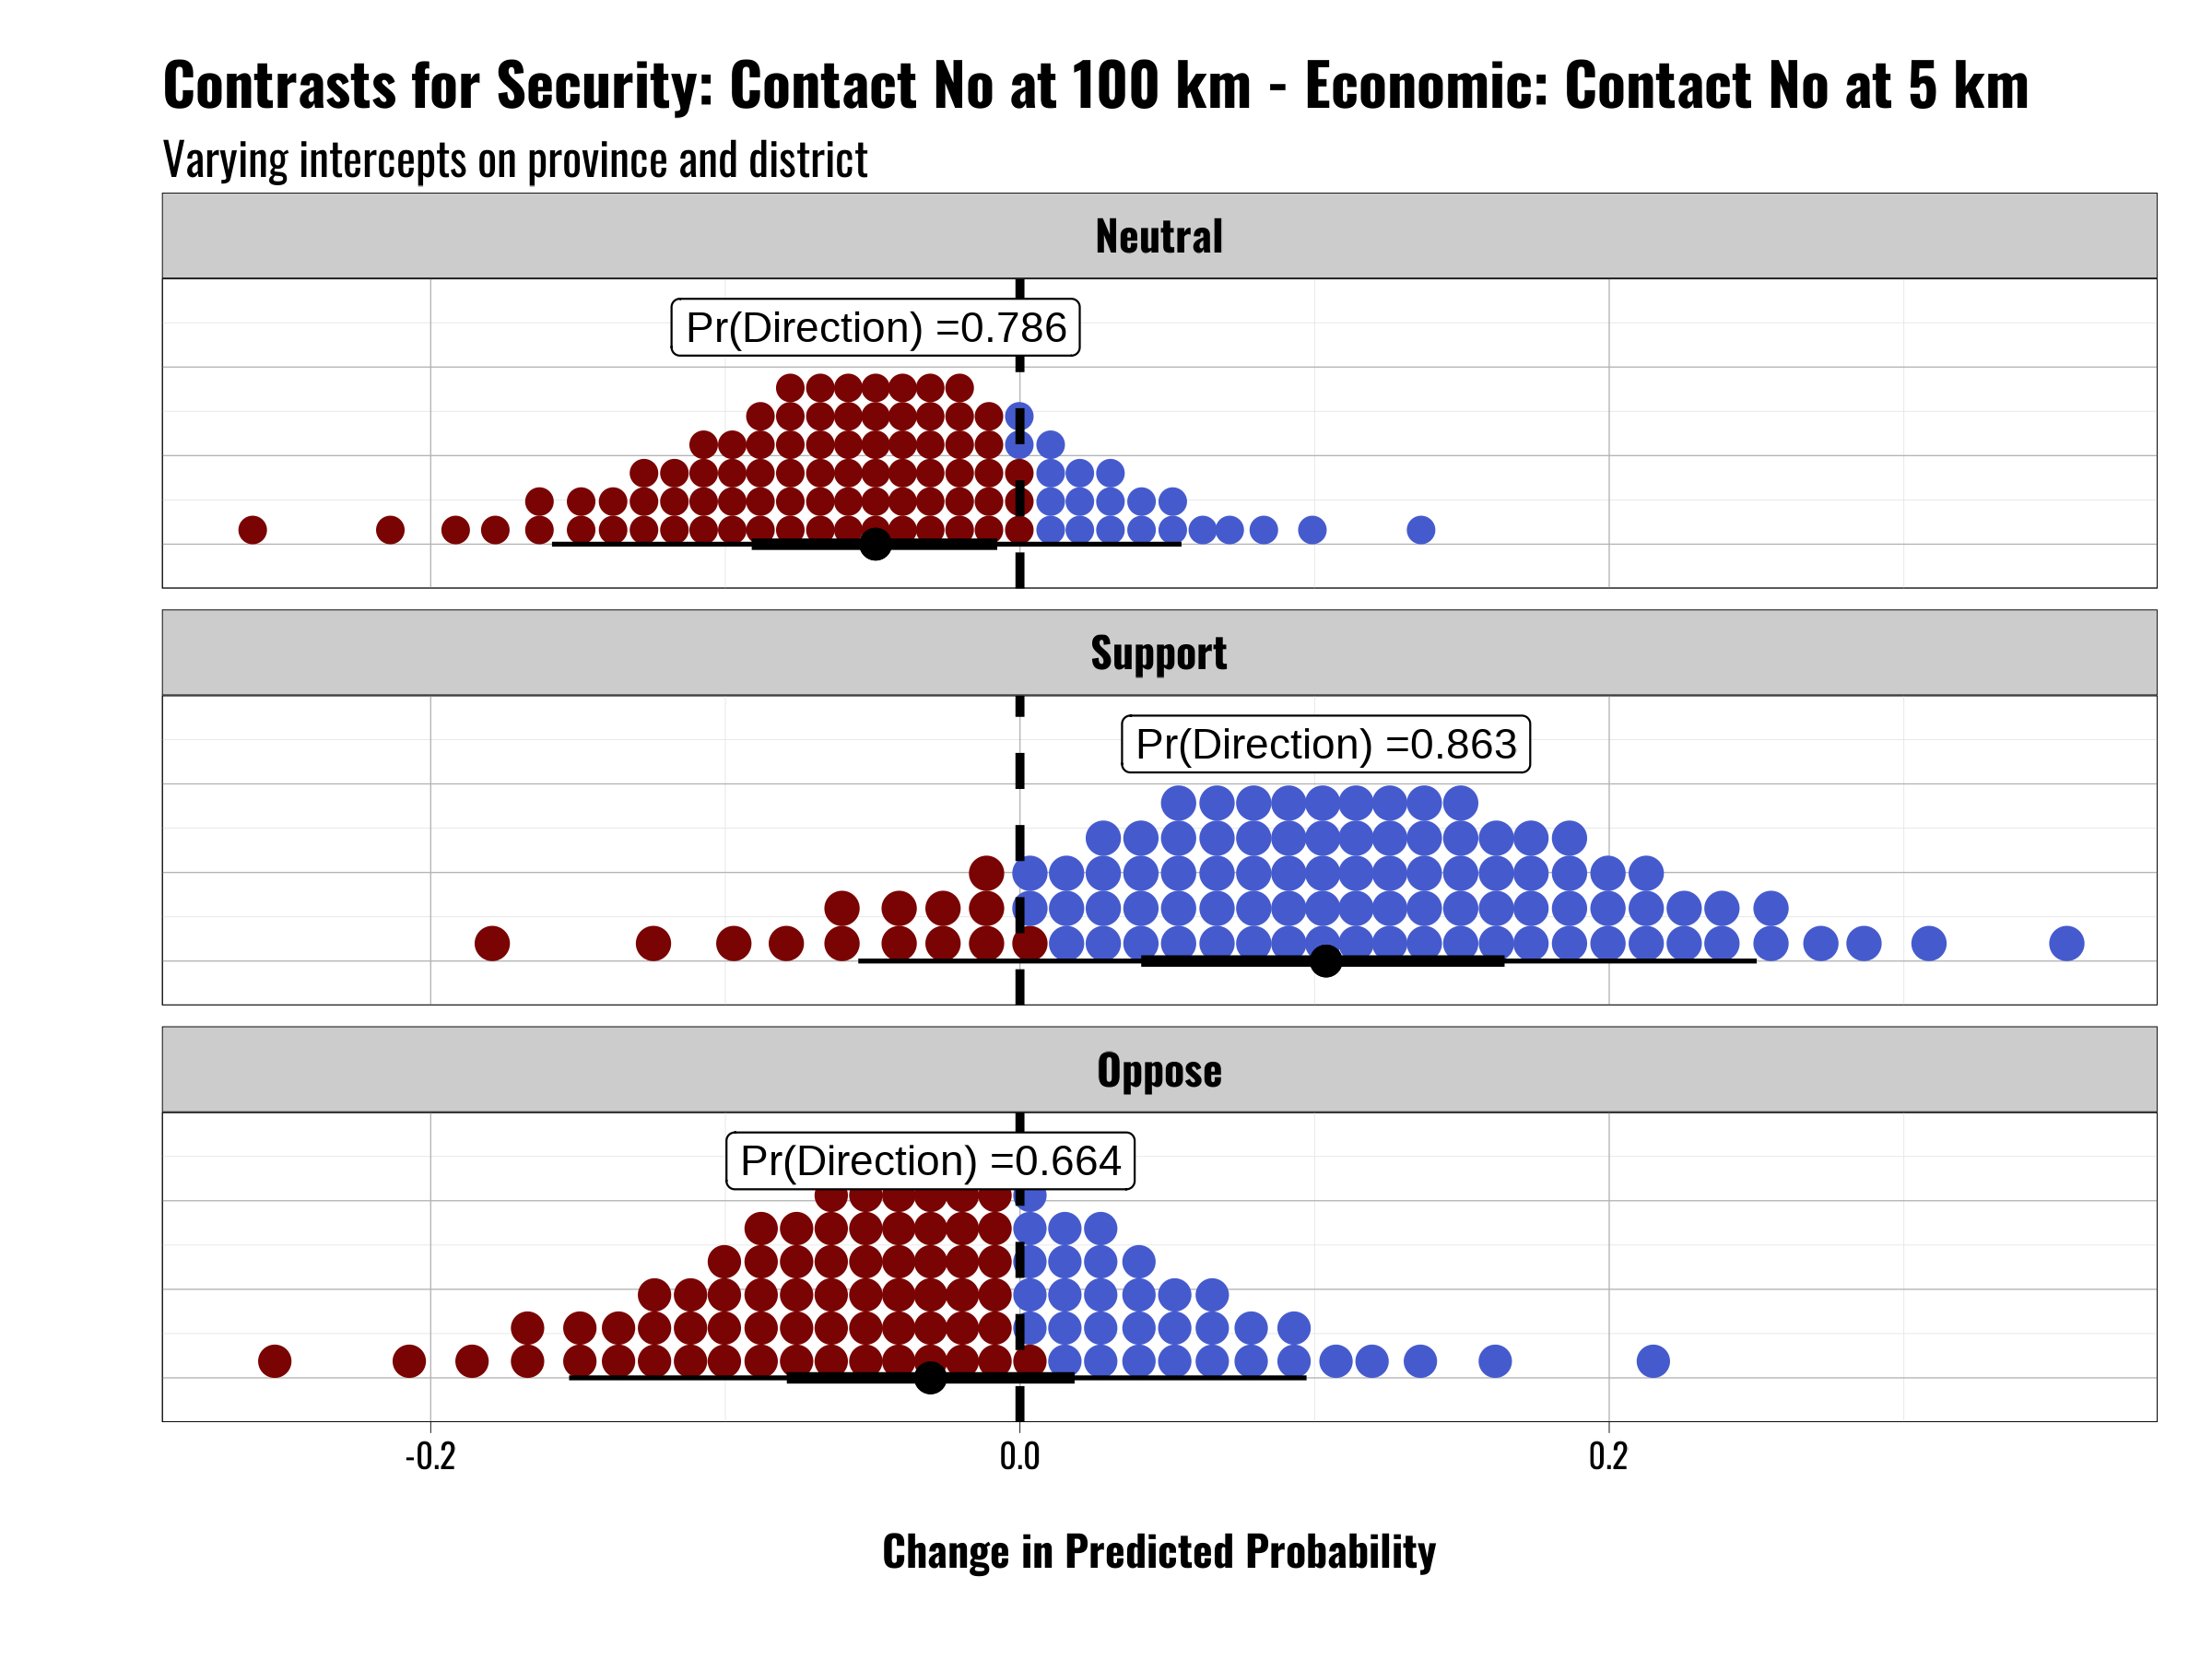 Contrasts for Security: Contact No at 100 km - Economic: Contact No at 5 km
Varying intercepts on province and district
Neutral
Pr(Direction) =0.786
Support
Pr(Direction) =0.863
Oppose
Pr(Direction) =0.664
-0.2 0.0 0.2
Change in Predicted Probability